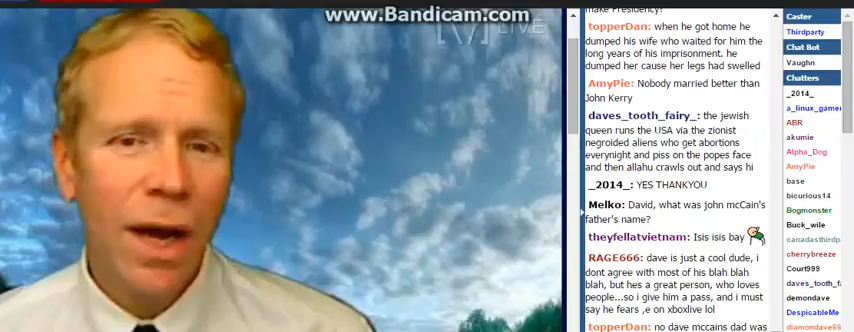 www.Bandicam.com
LIVE
make Presidency?
topperDan: when he got home he
dumped his wife who waited for him the
long years of his imprisonment. he
dumped her cause her legs had swelled
AmyPie: Nobody married better than
John Kerry
daves_tooth_fairy_: the jewish
queen runs the USA via the zionist
negroided aliens who get abortions
everynight and piss on the popes face
and then allahu crawls out and says hi
_2014_: YES THANKYOU
Melko: David, what was john mcCain's
father's name?
theyfellatvietnam: Isis isis bay
RAGE666: dave is just a cool dude, i
dont agree with most of his blah blah
blah, but hes a great person, who loves
people...so i give him a pass, and i must
say he fears ,e on xboxlive lol
topperDan: no dave mccains dad was
Caster
Thirdparty
Chat Bot
Vaughn
Chatters
_2014_
a_linux_gamer
ABR
akumie
Alpha_Dog
AmyPie
base
bicurious14
Bogmonster
Buck_wile
canadasthirdp
cherrybreeze
Court999
daves_tooth_f
demondave
DespicableMe
diamondave66